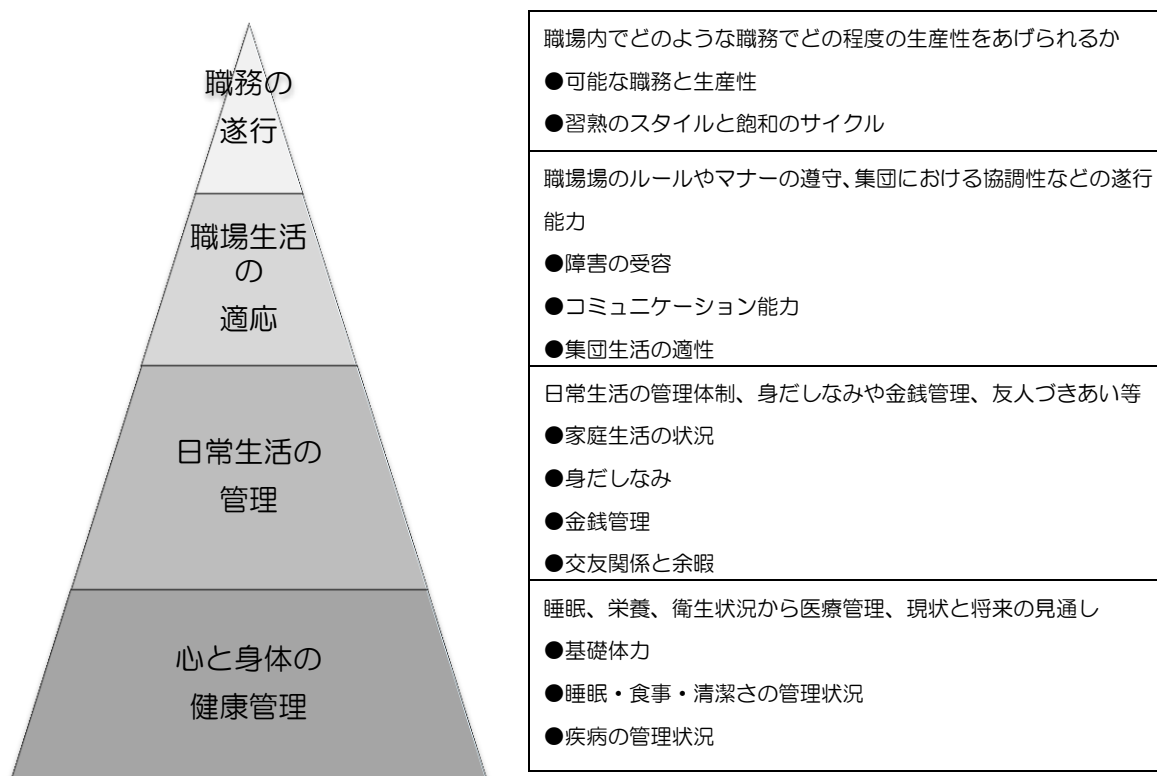 職務の
遂行
職場内でどのような職務でどの程度の生産性をあげられるか
●可能な職務と生産性
●習熟のスタイルと飽和のサイクル
職場生活
の
適応
職場場のルールやマナーの遵守、集団における協調性などの遂行
能力
●障害の受容
●コミュニケーション能力
●集団生活の適性
日常生活の
管理
日常生活の管理体制、身だしなみや金銭管理、友人づきあい等
●家庭生活の状況
●身だしなみ
●金銭管理
●交友関係と余暇
心と身体の
健康管理
睡眠、栄養、衛生状況から医療管理、現状と将来の見通し
●基礎体力
●睡眠・食事・清潔さの管理状況
●疾病の管理状況